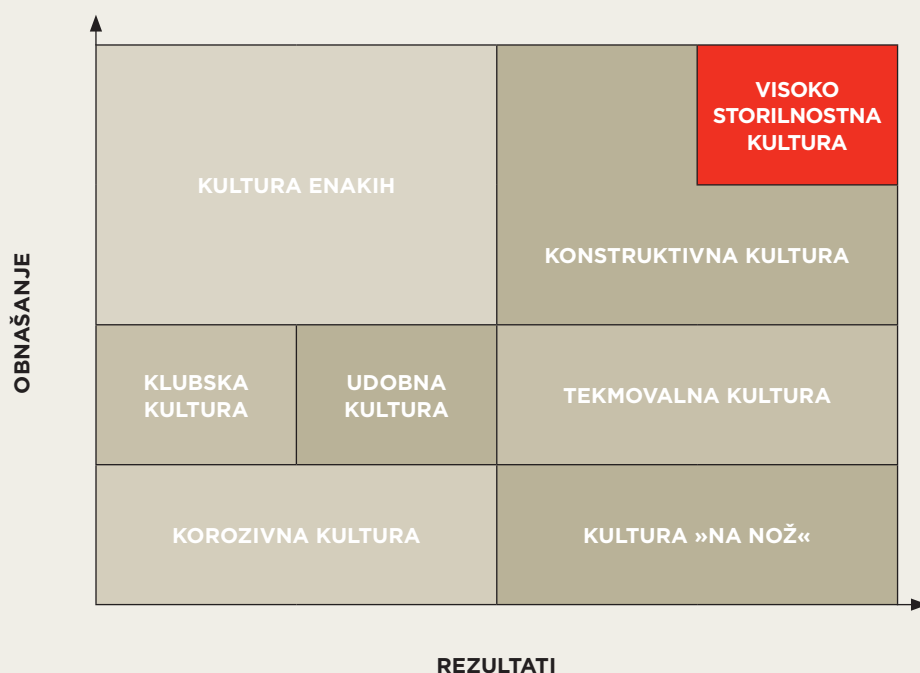 VISOKO
STORILNOSTNA
KULTURA
KULTURA ENAKIH
KONSTRUKTIVNA KULTURA
OBNAŠANJE
KLUBSKA
KULTURA
UDOBNA
KULTURA
TEKMOVALNA KULTURA
KOROZIVNA KULTURA
KULTURA »NA NOŽ«
REZULTATI